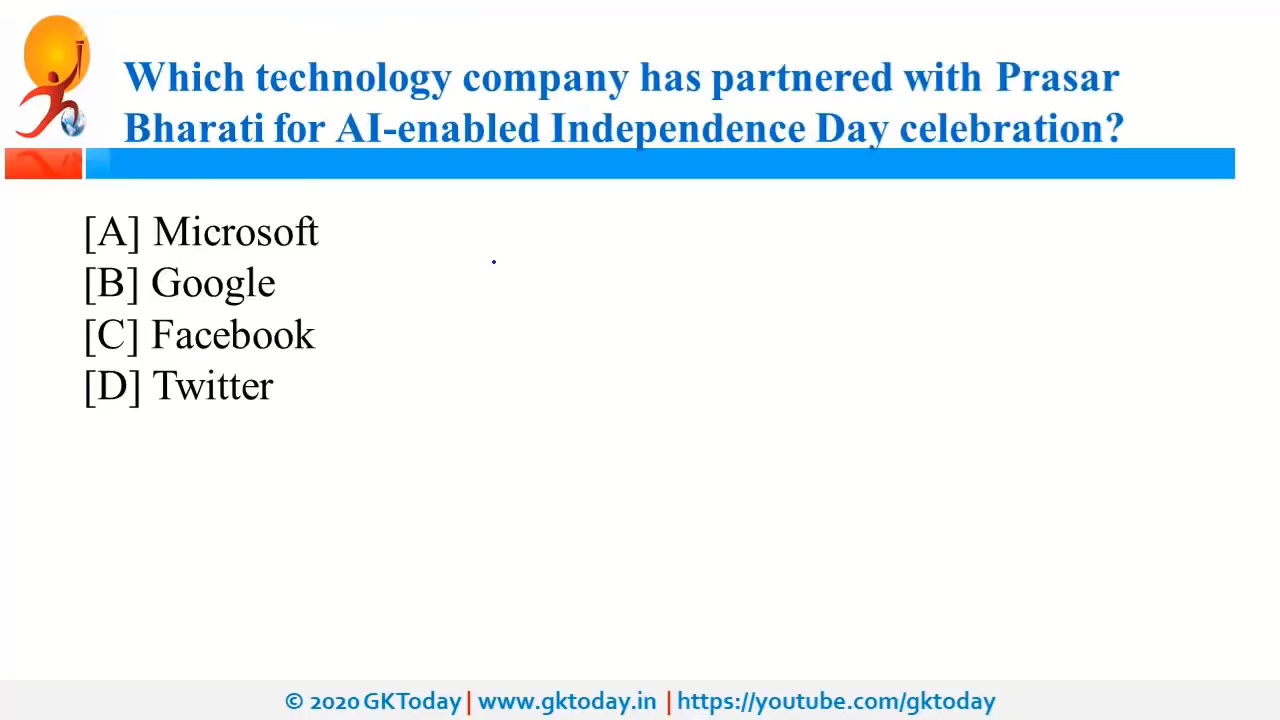 Which technology company has partnered with Prasar
Bharati for AI-enabled Independence Day celebration?
[A] Microsoft
[B] Google
[C] Facebook
[D] Twitter
© 2020 GKToday | www.gktoday.in | https://youtube.com/gktoday